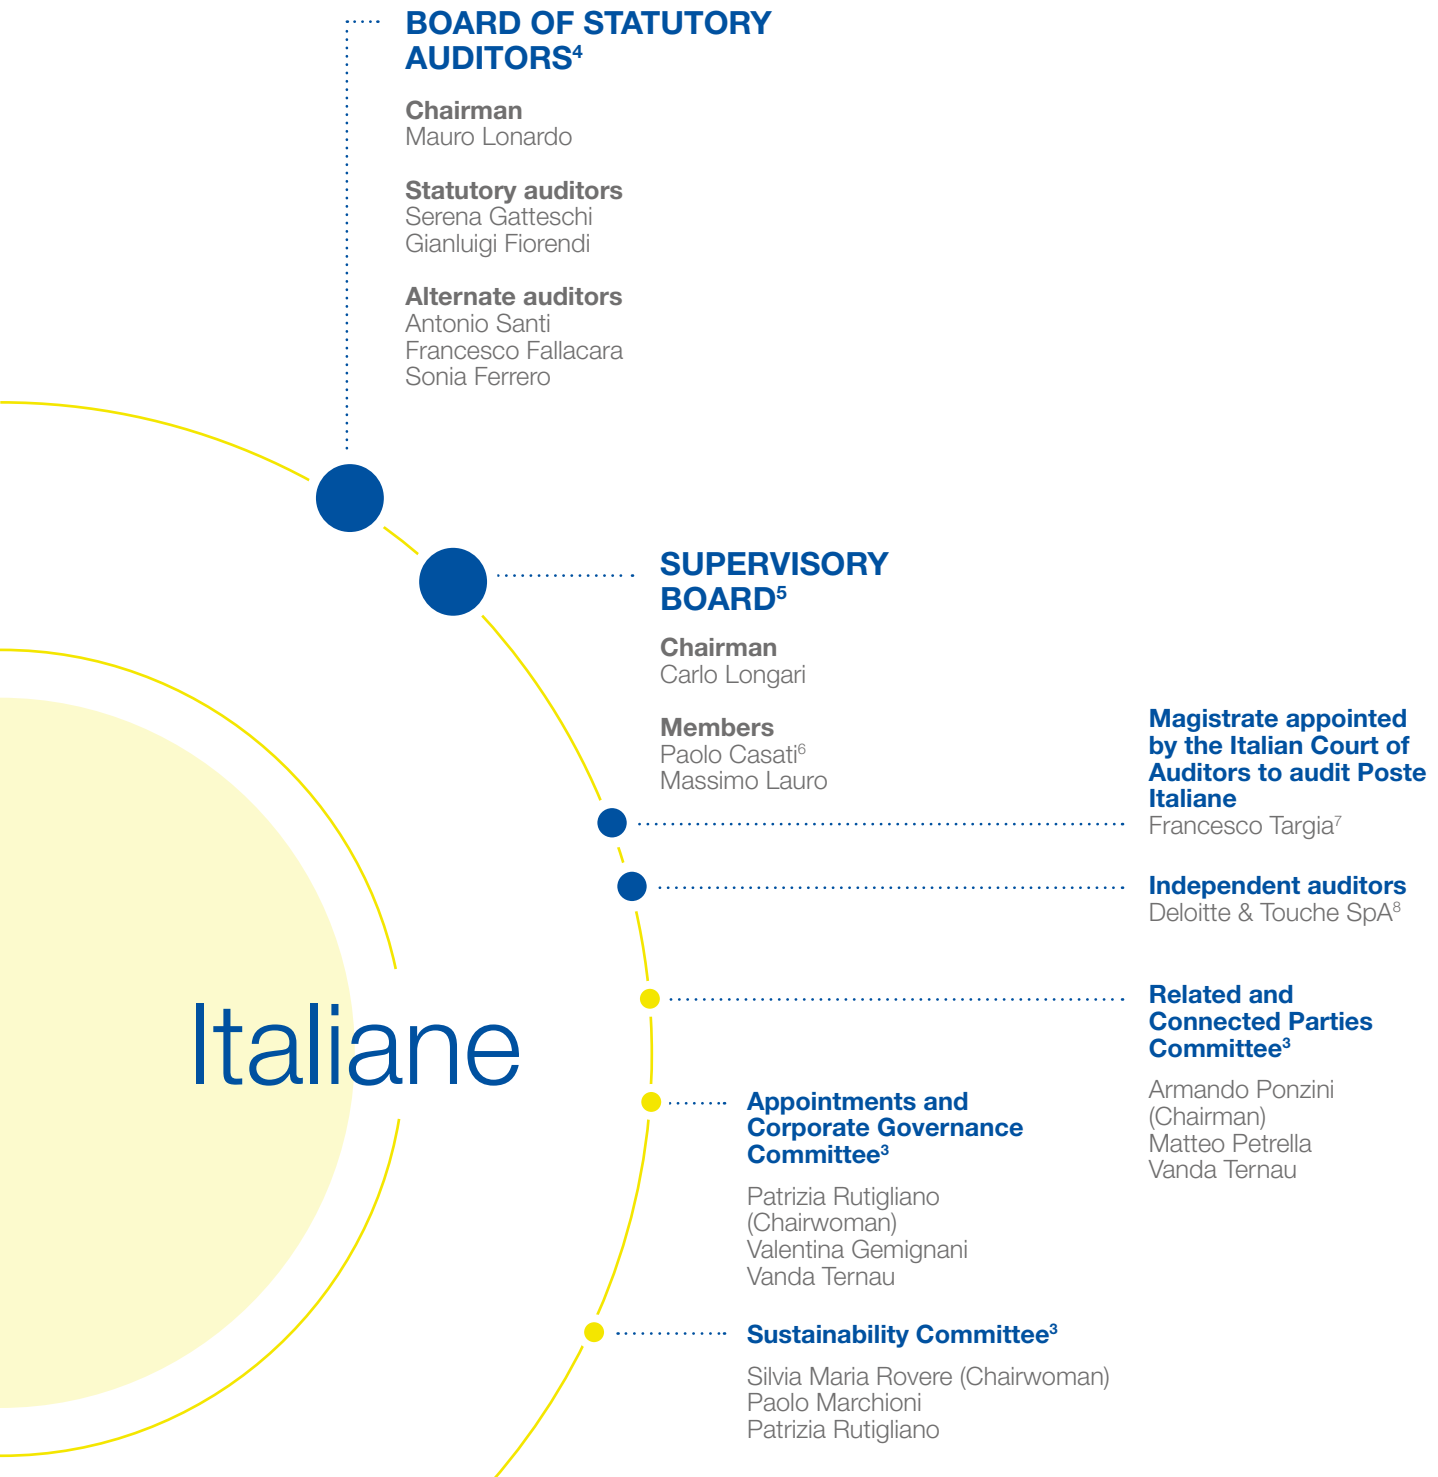 BOARD OF STATUTORY
AUDITORS⁴
Chairman
Mauro Lonardo
Statutory auditors
Serena Gatteschi
Gianluigi Fiorendi
Alternate auditors
Antonio Santi
Francesco Fallacara
Sonia Ferrero
SUPERVISORY
BOARD⁵
Chairman
Carlo Longari
Members
Paolo Casati⁶
Massimo Lauro
Magistrate appointed
by the Italian Court of
Auditors to audit Poste
Italiane
Francesco Targia⁷
Independent auditors
Deloitte & Touche SpA⁸
Related and
Connected Parties
Committee³
Armando Ponzini
(Chairman)
Matteo Petrella
Vanda Ternau
Italiane
Appointments and
Corporate Governance
Committee³
Patrizia Rutigliano
(Chairwoman)
Valentina Gemignani
Vanda Ternau
Sustainability Committee³
Silvia Maria Rovere (Chairwoman)
Paolo Marchioni
Patrizia Rutigliano